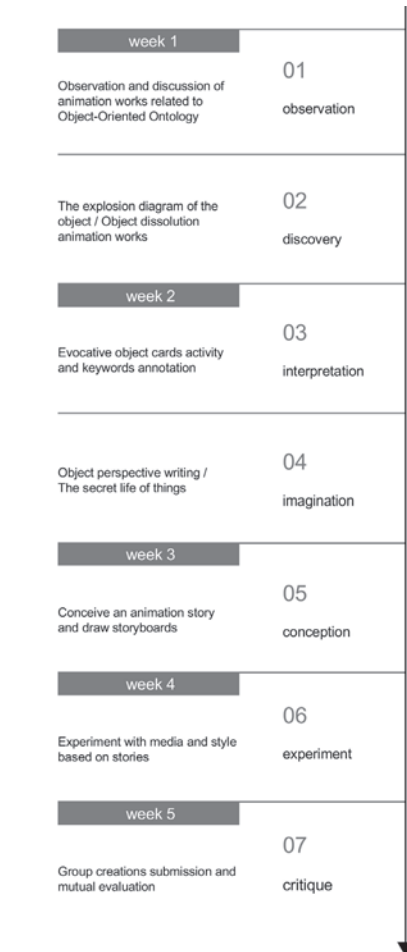 week 1
01
Observation and discussion of
animation works related to
Object-Oriented Ontology
observation
The explosion diagram of the
object / Object dissolution
animation works
02
discovery
week 2
03
Evocative object cards activity
and keywords annotation
interpretation
Object perspective writing /
The secret life of things
04
imagination
week 3
05
Conceive an animation story
and draw storyboards
conception
week 4
06
Experiment with media and style
based on stories
experiment
week 5
07
Group creations submission and
mutual evaluation
critique